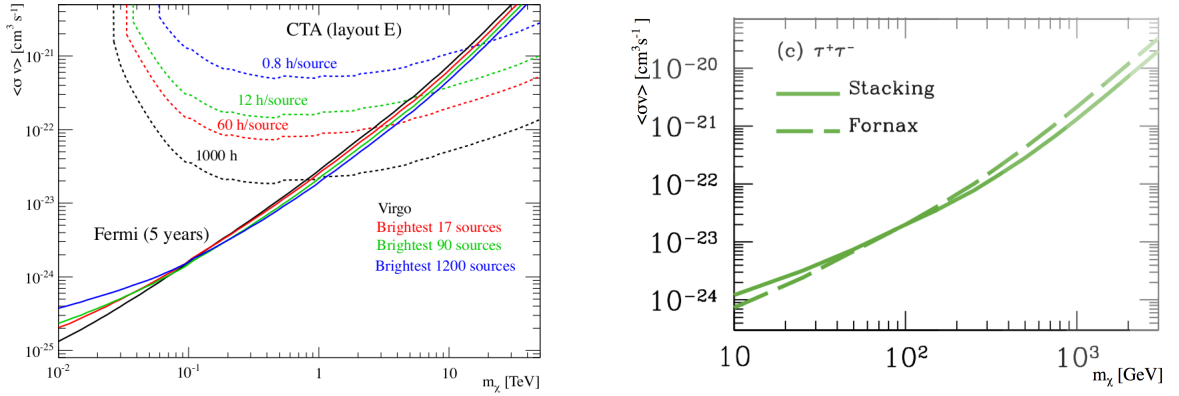 CTA (layout E)
<σ v> [cm³ s⁻¹]
10⁻²¹
10⁻²²
10⁻²³
10⁻²⁴
10⁻²⁵
0.8 h/source
12 h/source
60 h/source
1000 h
Fermi (5 years)
Virgo
Brightest 17 sources
Brightest 90 sources
Brightest 1200 sources
10⁻² 10⁻¹ 1 10
mχ [TeV]
(c) τ⁺τ⁻
Stacking
Fornax
<σv> [cm³s⁻¹]
10⁻²⁰
10⁻²¹
10⁻²²
10⁻²³
10⁻²⁴
10 10² 10³
mχ [GeV]